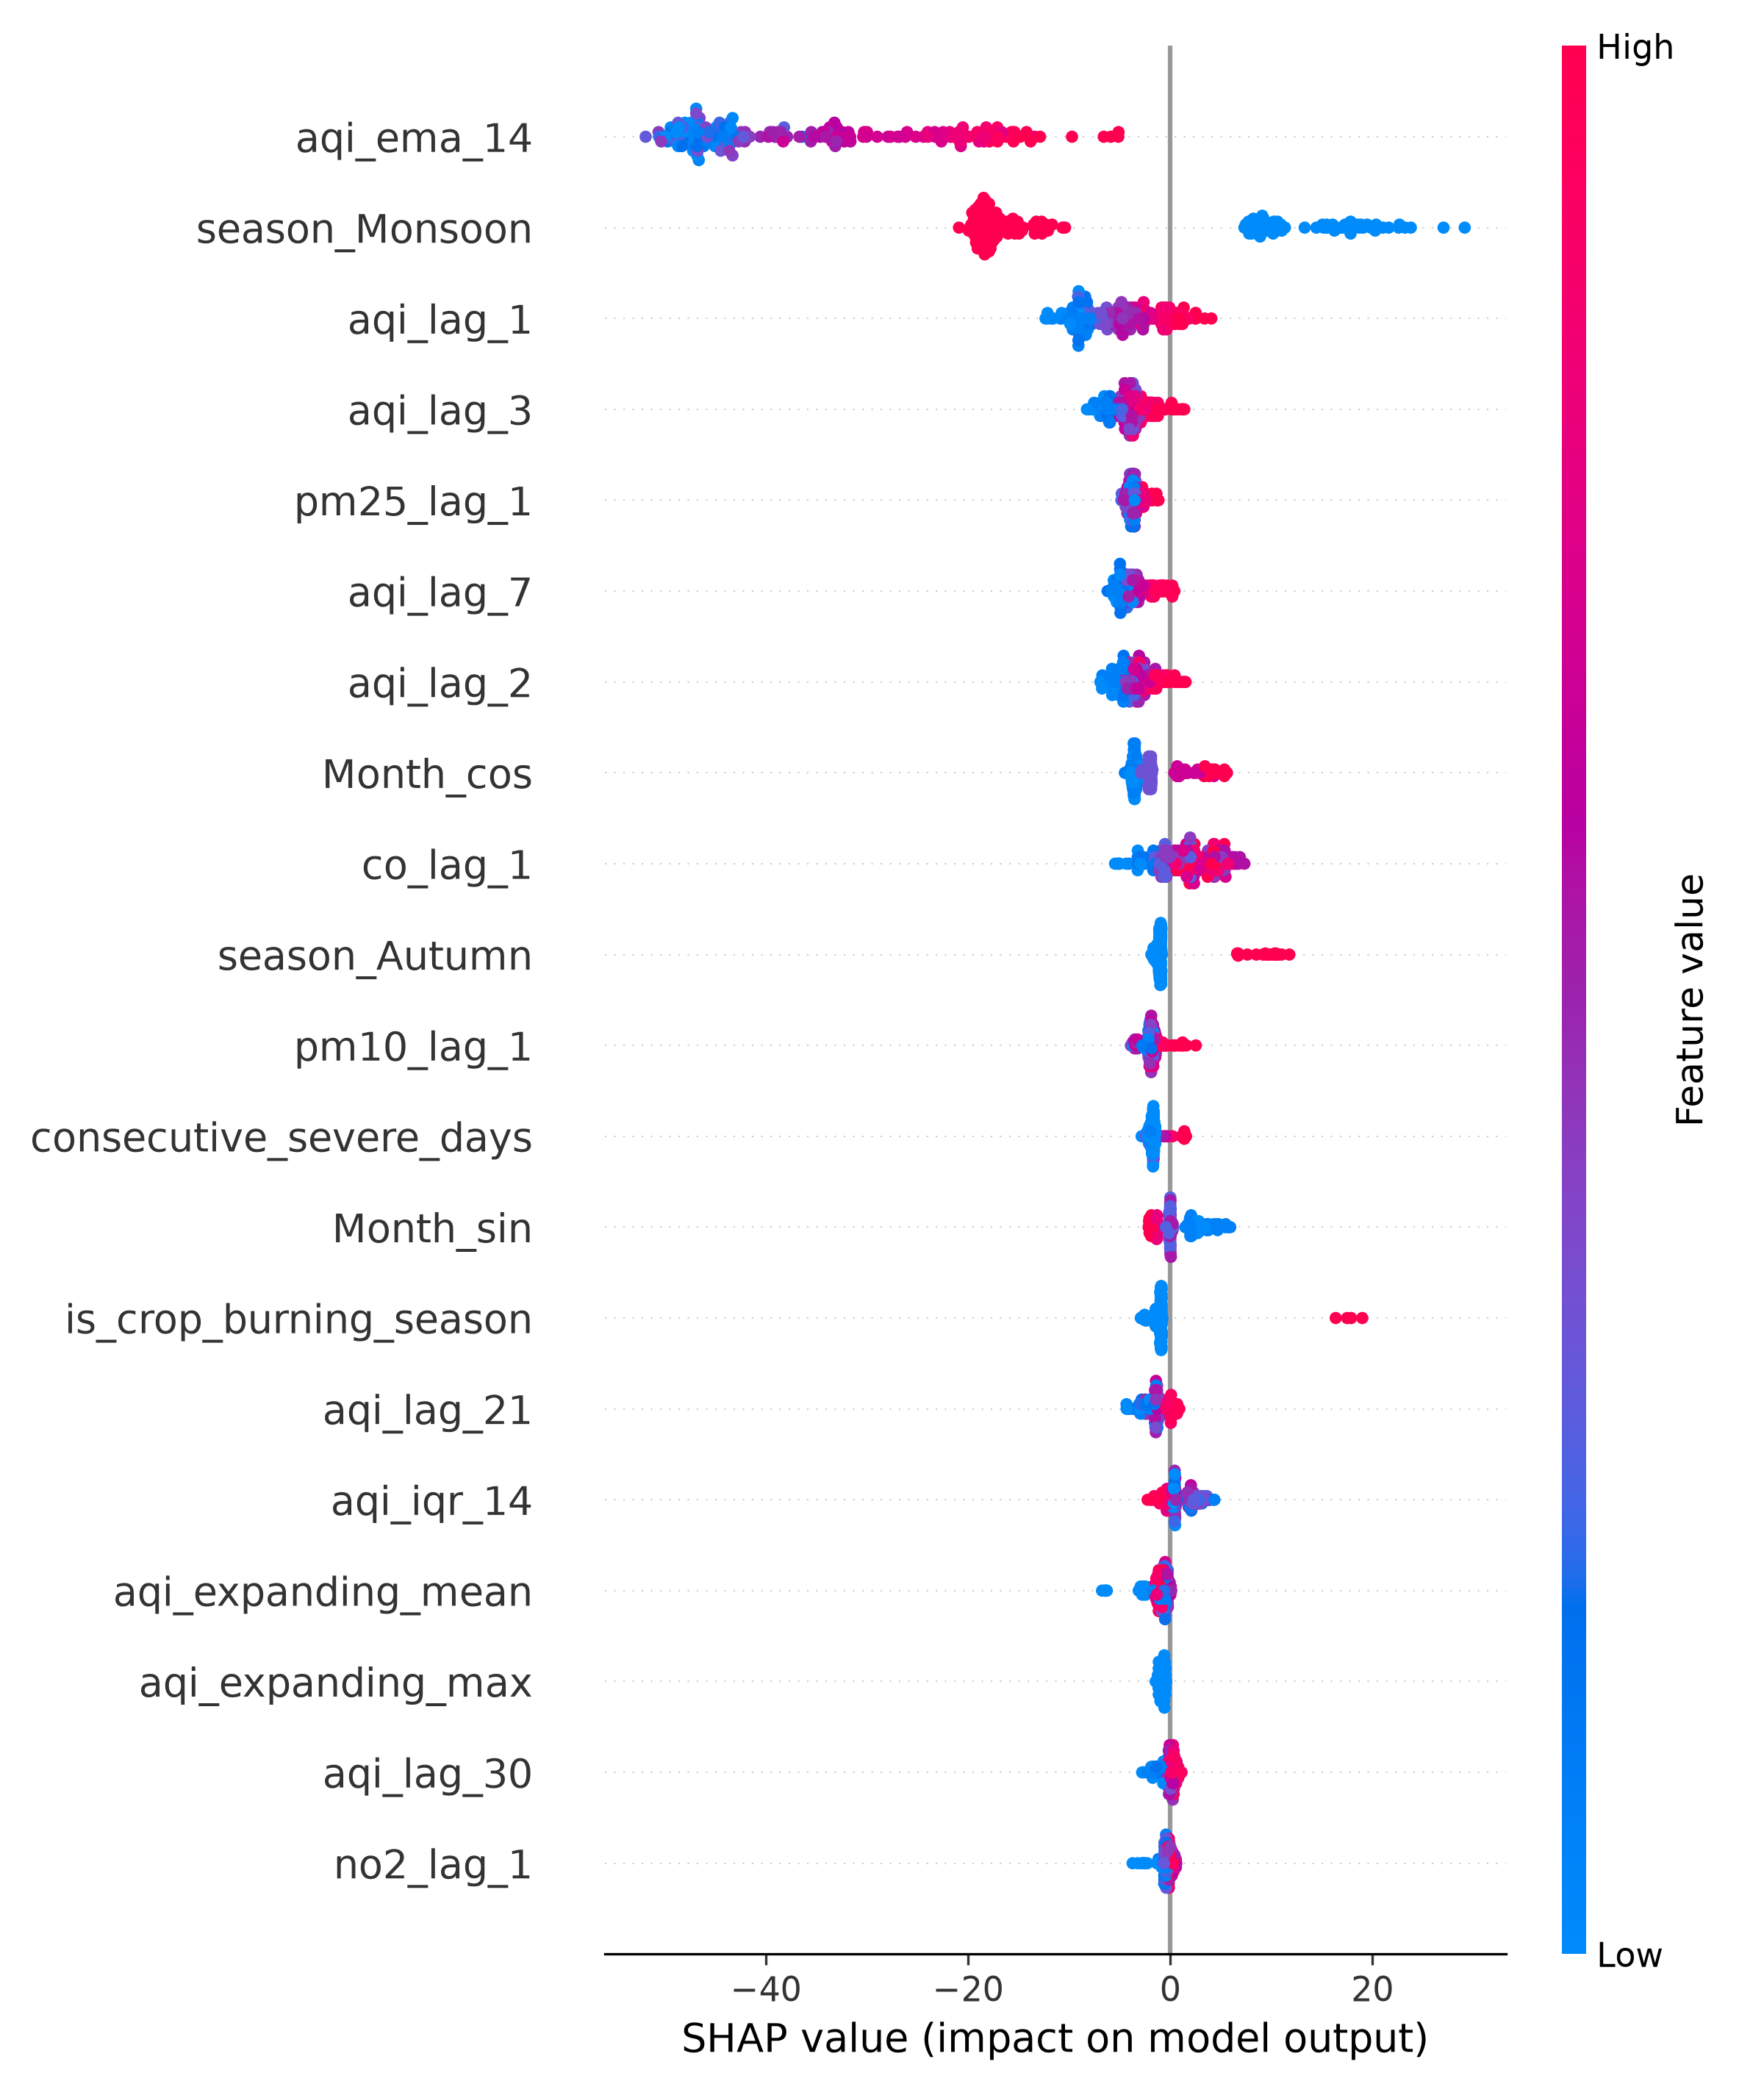 High
aqi_ema_14
season_Monsoon
aqi_lag_1
aqi_lag_3
pm25_lag_1
aqi_lag_7
aqi_lag_2
Month_cos
co_lag_1
season_Autumn
pm10_lag_1
consecutive_severe_days
Month_sin
is_crop_burning_season
aqi_lag_21
aqi_iqr_14
aqi_expanding_mean
aqi_expanding_max
aqi_lag_30
no2_lag_1
Feature value
Low
−40 −20 0 20
SHAP value (impact on model output)